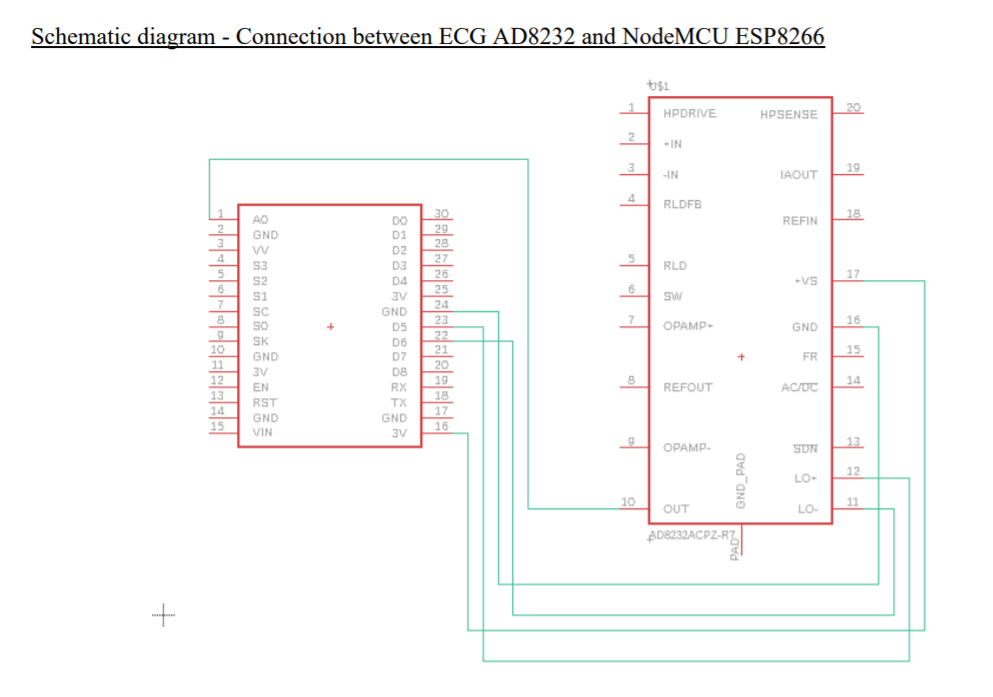 Schematic diagram - Connection between ECG AD8232 and NodeMCU ESP8266
U$1
1 HPDRIVE HPSENSE 20
2 +IN
3 -IN IAOUT 19
4 RLDFB REFIN 18
5 RLD +VS 17
6 SW
7 OPAMP+ GND 16
FR 15
8 REFOUT AC/DC 14
9 OPAMP- SDN 13
LO+ 12
10 OUT GND_PAD LO- 11
AD8232ACPZ-R7 PAD
1 A0 D0 30
2 GND D1 29
3 VV D2 28
4 S3 D3 27
5 S2 D4 26
6 S1 3V 25
7 SC GND 24
8 S0 D5 23
9 SK D6 22
10 GND D7 21
11 3V D8 20
12 EN RX 19
13 RST TX 18
14 GND GND 17
15 VIN 3V 16